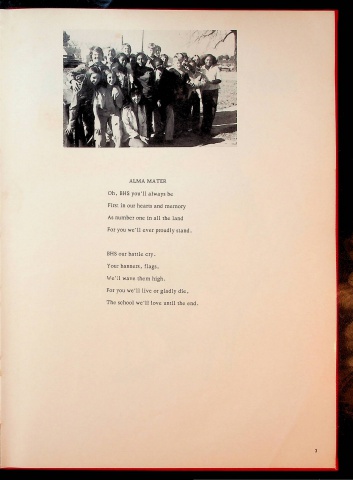 ALMA MATER
Oh, BHS you'll always be
First in our hearts and memory
As number one in all the land
For you we'll ever proudly stand.
BHS our battle cry.
Your banners, flags,
We'll wave them high.
For you we'll live or gladly die.
The school we'll love until the end.
3